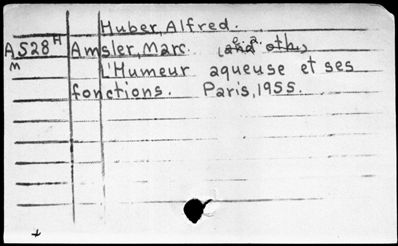 Huber, Alfred.
A528H Amsler, Marc. (and oth)
M L'Humeur aqueuse et ses
fonctions. Paris, 1955.